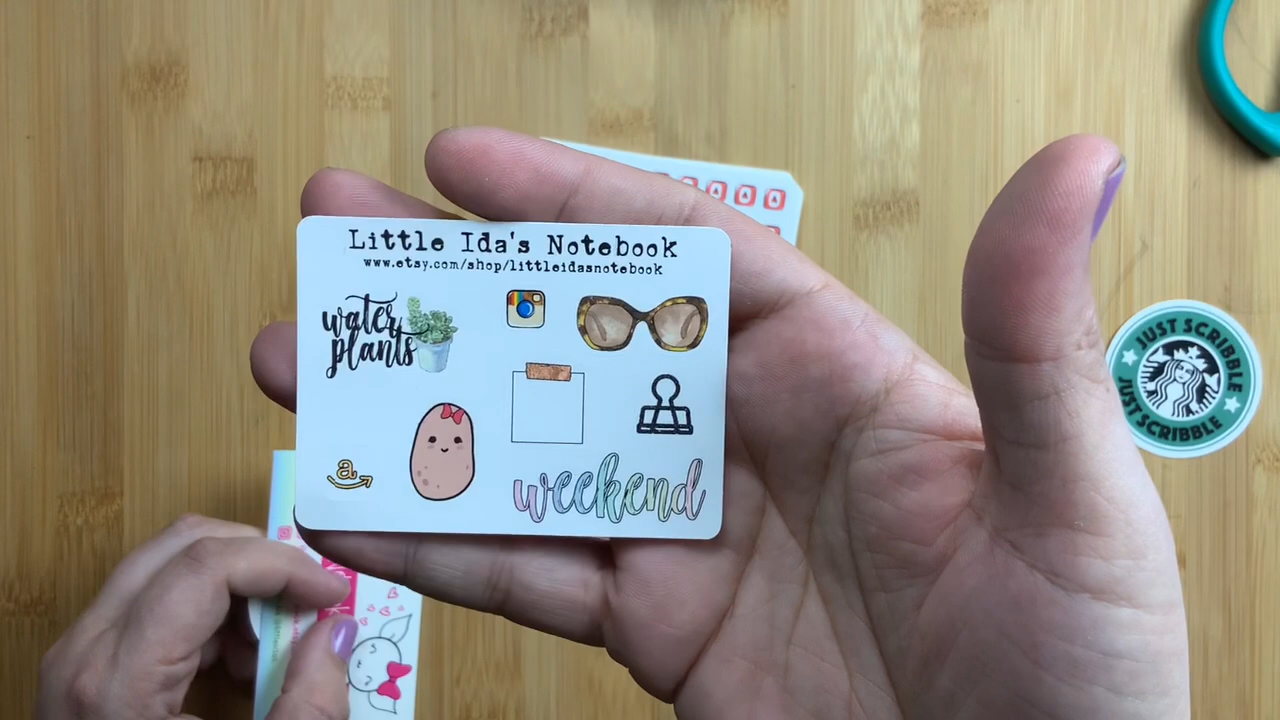 Little Ida's Notebook
www.etsy.com/shop/littleidasnotebook
water
plants
a
weekend
JUST SCRIBBLE
JUST SCRIBBLE